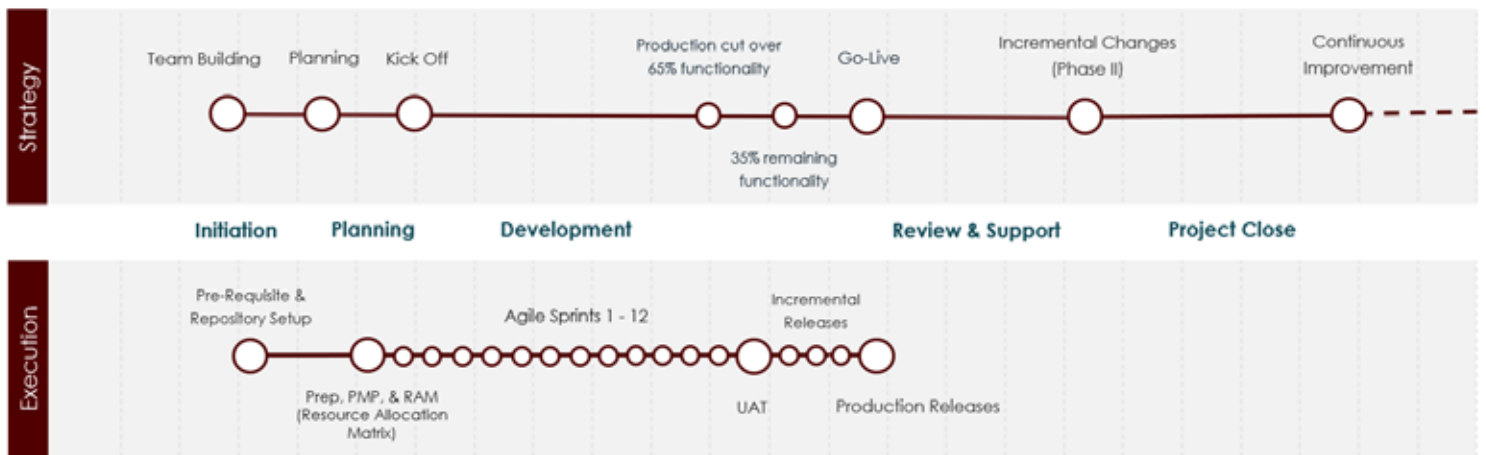 Strategy
Team Building
Planning
Kick Off
Production cut over
65% functionality
35% remaining
functionality
Go-Live
Incremental Changes
(Phase II)
Continuous
Improvement
Initiation
Planning
Development
Review & Support
Project Close
Execution
Pre-Requisite &
Repository Setup
Prep, PMP, & RAM
(Resource Allocation
Matrix)
Agile Sprints 1 - 12
UAT
Incremental
Releases
Production Releases